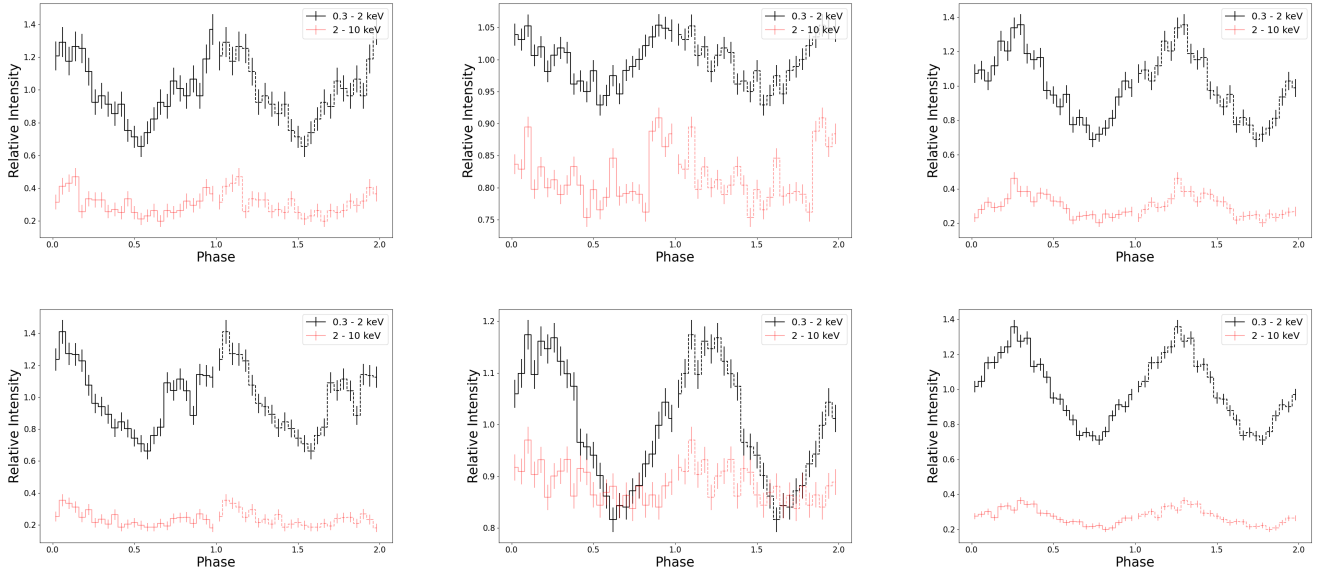 Relative Intensity
1.4
1.2
1.0
0.8
0.6
0.4
0.2
0.3 - 2 keV
2 - 10 keV
0.0 0.5 1.0 1.5 2.0
Phase
Relative Intensity
1.05
1.00
0.95
0.90
0.85
0.80
0.75
0.3 - 2 keV
2 - 10 keV
0.0 0.5 1.0 1.5 2.0
Phase
Relative Intensity
1.4
1.2
1.0
0.8
0.6
0.4
0.2
0.3 - 2 keV
2 - 10 keV
0.0 0.5 1.0 1.5 2.0
Phase
Relative Intensity
1.4
1.2
1.0
0.8
0.6
0.4
0.2
0.3 - 2 keV
2 - 10 keV
0.0 0.5 1.0 1.5 2.0
Phase
Relative Intensity
1.2
1.1
1.0
0.9
0.8
0.3 - 2 keV
2 - 10 keV
0.0 0.5 1.0 1.5 2.0
Phase
Relative Intensity
1.4
1.2
1.0
0.8
0.6
0.4
0.2
0.3 - 2 keV
2 - 10 keV
0.0 0.5 1.0 1.5 2.0
Phase